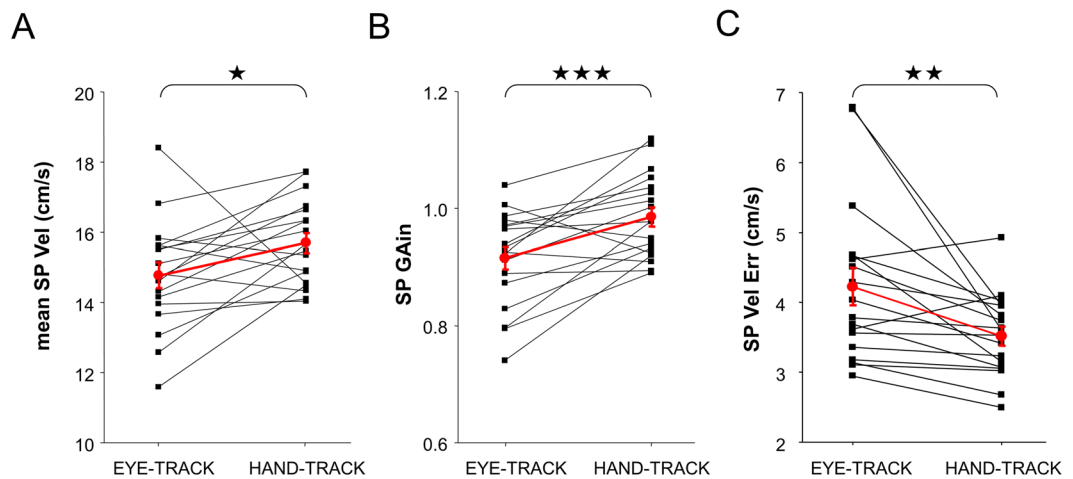 A
B
C
★
★★★
★★
mean SP Vel (cm/s)
20
18
16
14
12
10
EYE-TRACK
HAND-TRACK
SP GAin
1.2
1.0
0.8
0.6
EYE-TRACK
HAND-TRACK
SP Vel Err (cm/s)
7
6
5
4
3
2
EYE-TRACK
HAND-TRACK